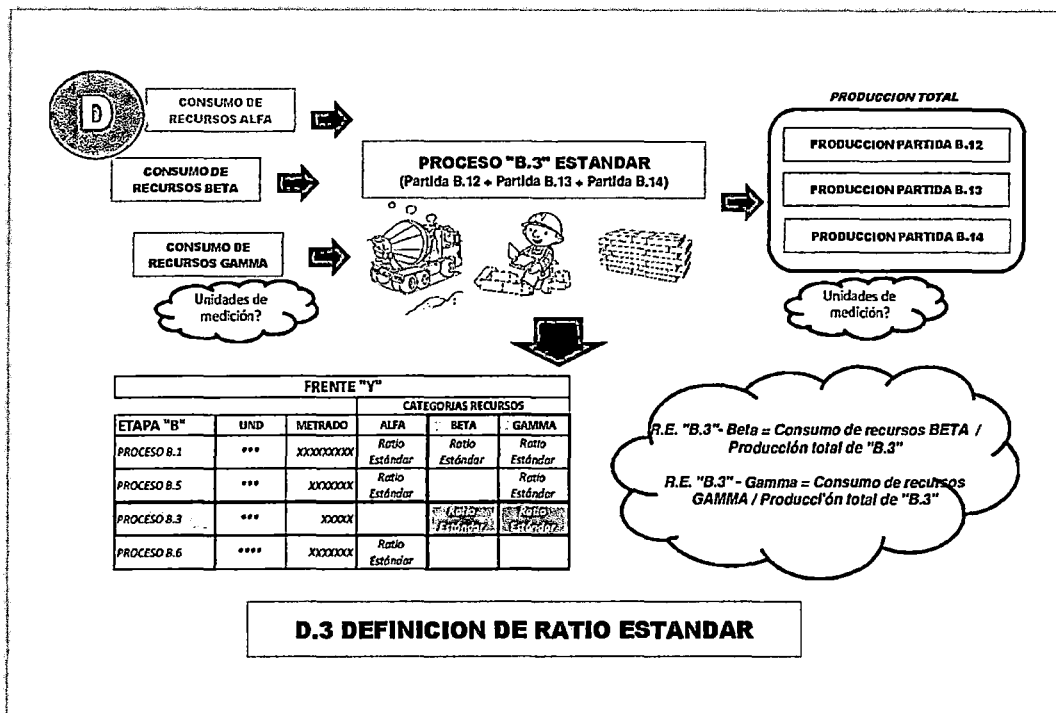 D
CONSUMO DE
RECURSOS ALFA
CONSUMO DE
RECURSOS BETA
CONSUMO DE
RECURSOS GAMMA
Unidades de
medición?
PROCESO "B.3" ESTANDAR
(Partida B.12 + Partida B.13 + Partida B.14)
PRODUCCION TOTAL
PRODUCCION PARTIDA B.12
PRODUCCION PARTIDA B.13
PRODUCCION PARTIDA B.14
Unidades de
medición?
FRENTE "Y"
CATEGORIAS RECURSOS
ETAPA "B" UND METRADO ALFA BETA GAMMA
PROCESO B.1 *** XXXXXXXXX Ratio Estándar Ratio Estándar Ratio Estándar
PROCESO B.5 *** XXXXXXX Ratio Estándar Ratio Estándar
PROCESO B.3 *** XXXXX Ratio Estándar Ratio Estándar
PROCESO B.6 **** XXXXXXX Ratio Estándar
R.E. "B.3"- Beta = Consumo de recursos BETA /
Producción total de "B.3"
R.E. "B.3" - Gamma = Consumo de recursos
GAMMA / Producción total de "B.3"
D.3 DEFINICION DE RATIO ESTANDAR